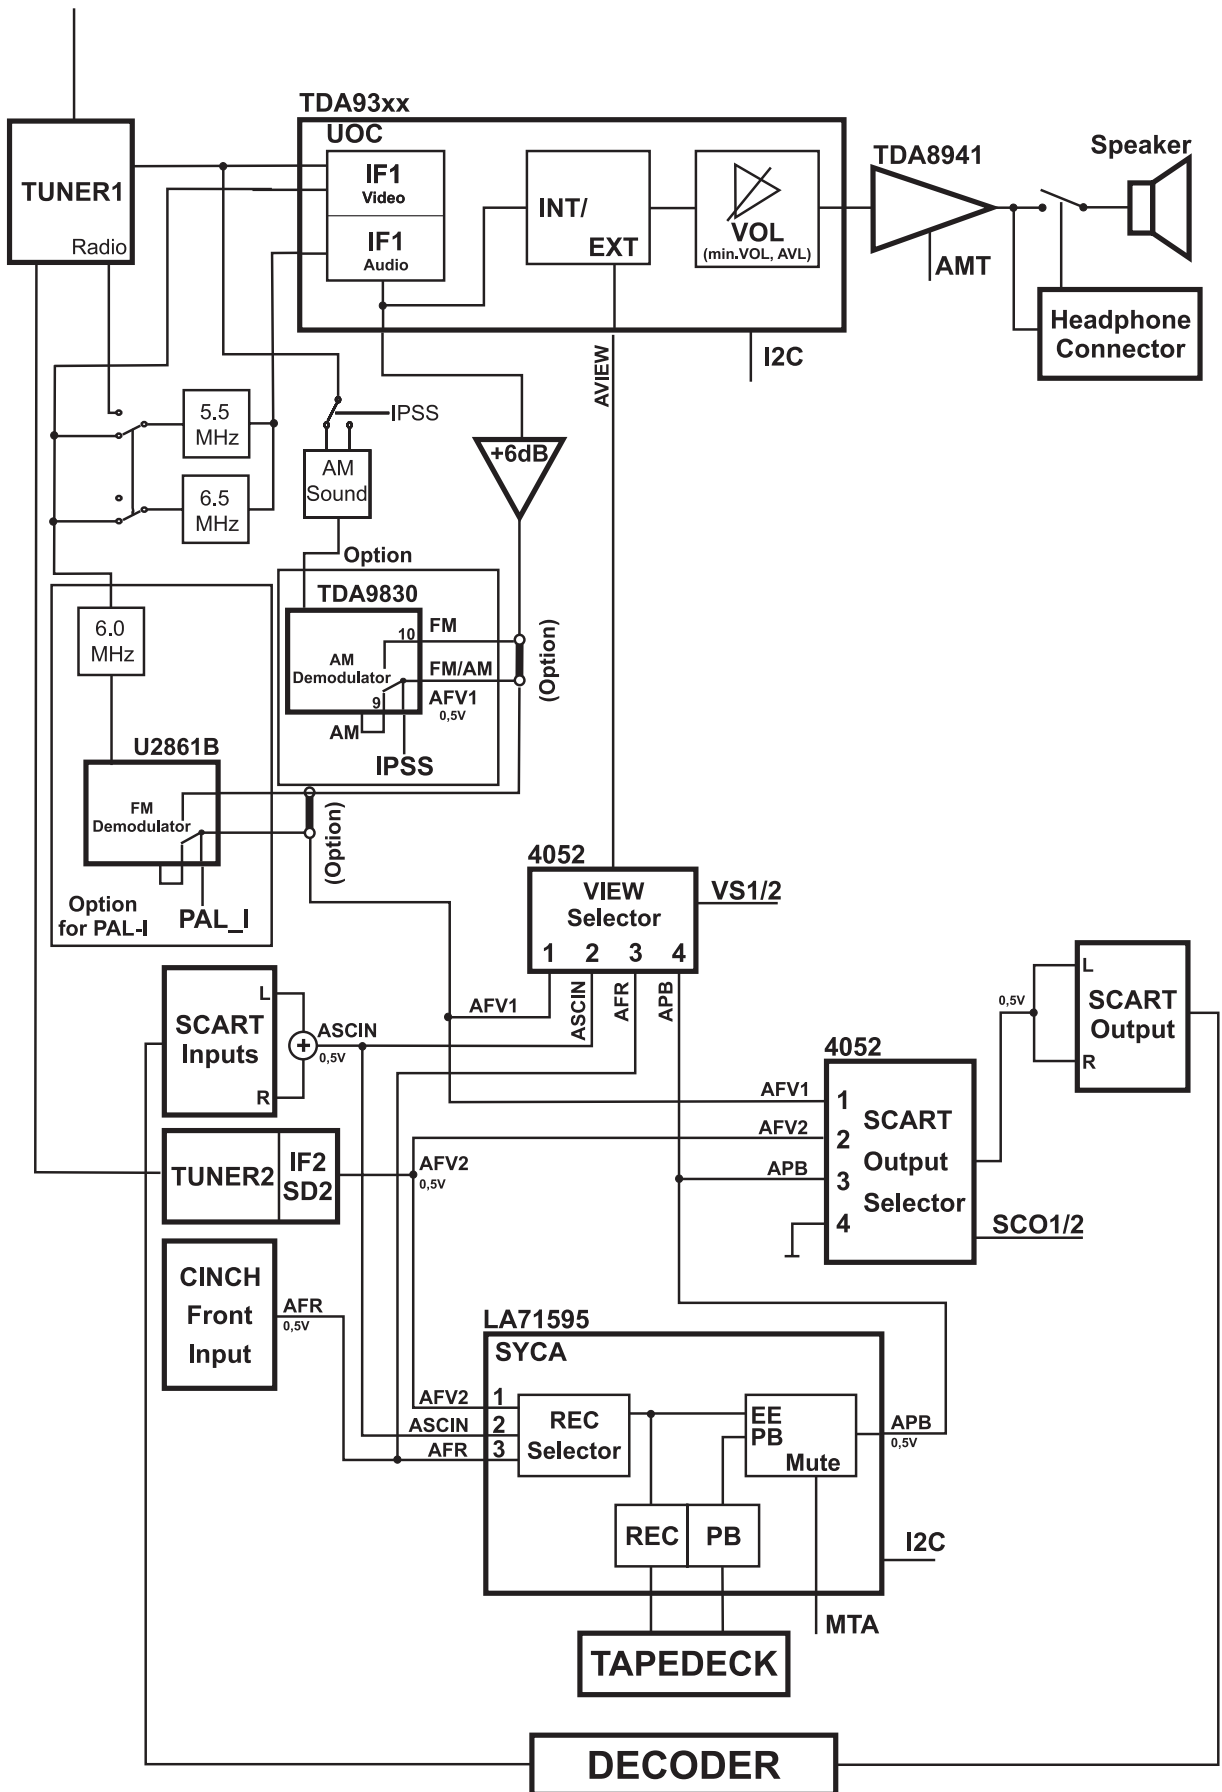 TDA93xx
UOC
TUNER1
Radio
IF1
Video
IF1
Audio
INT/
EXT
VOL
(min.VOL, AVL)
TDA8941
AMT
Speaker
Headphone
Connector
I2C
AVIEW
5.5
MHz
6.5
MHz
IPSS
AM
Sound
+6dB
Option
TDA9830
10
FM
AM
Demodulator
FM/AM
9
AFV1
0,5V
AM
IPSS
(Option)
6.0
MHz
U2861B
FM
Demodulator
Option
for PAL-I
PAL_I
(Option)
4052
VIEW
Selector
1 2 3 4
VS1/2
AFV1
ASCIN
AFR
APB
SCART
Inputs
L
R
+
ASCIN
0,5V
4052
AFV1
AFV2
APB
1
2
3
4
SCART
Output
Selector
SCO1/2
0,5V
L
R
SCART
Output
TUNER2
IF2
SD2
AFV2
0,5V
CINCH
Front
Input
AFR
0,5V
LA71595
SYCA
AFV2 1
ASCIN 2
AFR 3
REC
Selector
EE
PB
Mute
APB
0,5V
REC
PB
I2C
MTA
TAPEDECK
DECODER